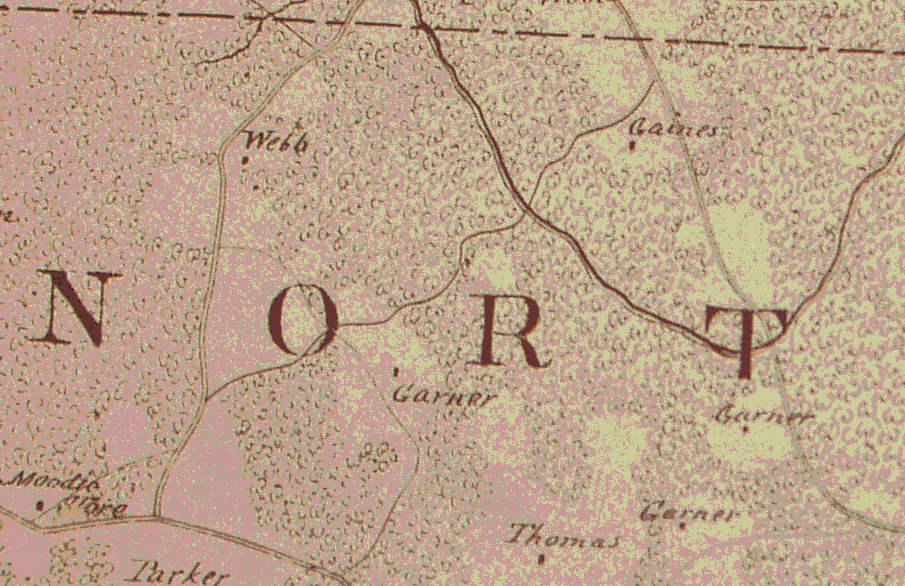 Gaines
Webb
N O R T
Garner
Garner
Garner
Thomas
Parker